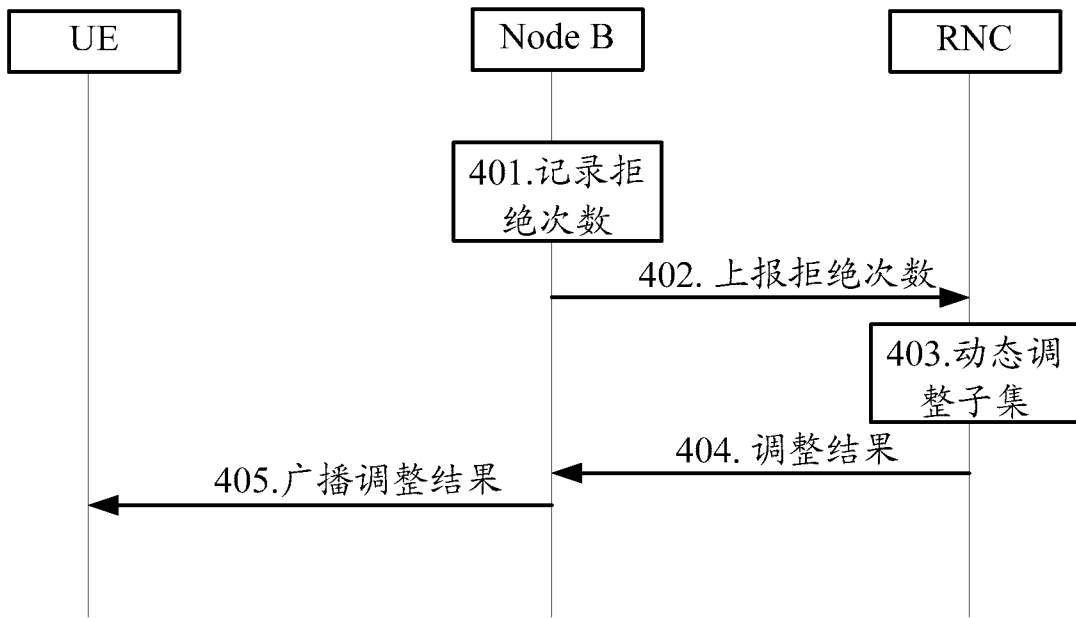 UE
Node B
RNC
401.记录拒
绝次数
402. 上报拒绝次数
403.动态调
整子集
404. 调整结果
405.广播调整结果